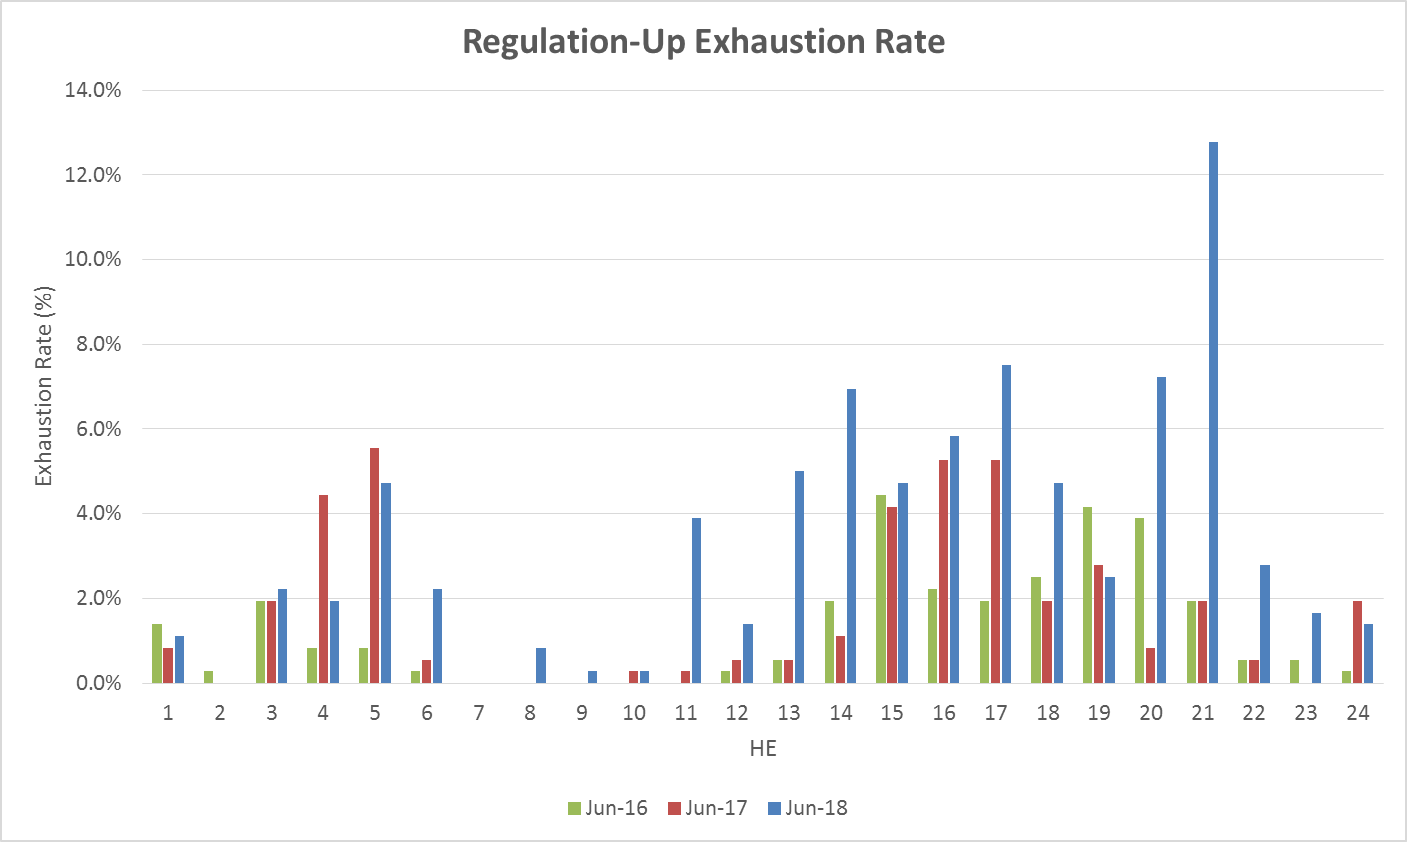 Regulation-Up Exhaustion Rate
14.0%
12.0%
10.0%
8.0%
6.0%
4.0%
2.0%
0.0%
Exhaustion Rate (%)
1 2 3 4 5 6 7 8 9 10 11 12 13 14 15 16 17 18 19 20 21 22 23 24
HE
Jun-16 Jun-17 Jun-18